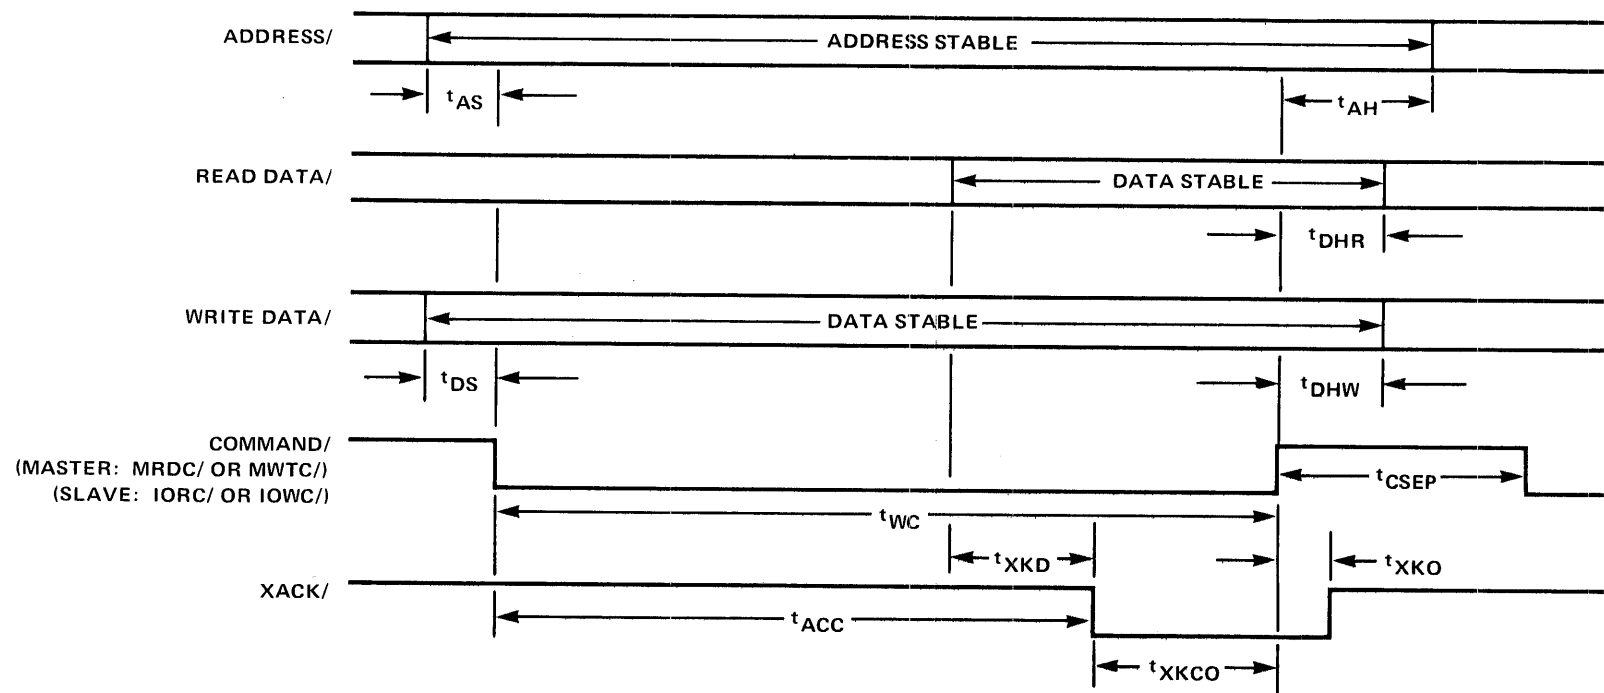 ADDRESS/
ADDRESS STABLE
tAS
tAH
READ DATA/
DATA STABLE
tDHR
WRITE DATA/
DATA STABLE
tDS
tDHW
COMMAND/
(MASTER: MRDC/ OR MWTC/)
(SLAVE: IORC/ OR IOWC/)
tCSEP
tWC
tXKD
tXKO
XACK/
tACC
tXKCO